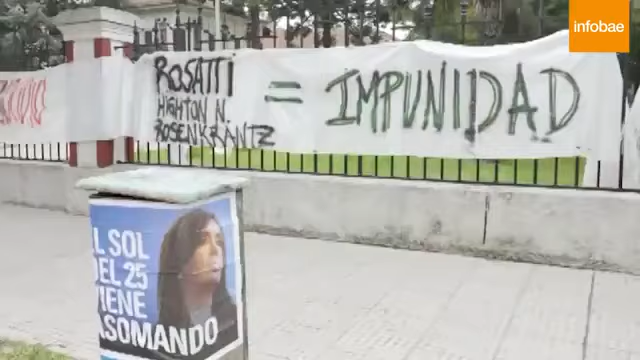 infobae
ROSATTI
HIGHTON N.
ROSENKRANTZ
= IMPUNIDAD
L SOL
DEL 25
VIENE
ASOMANDO